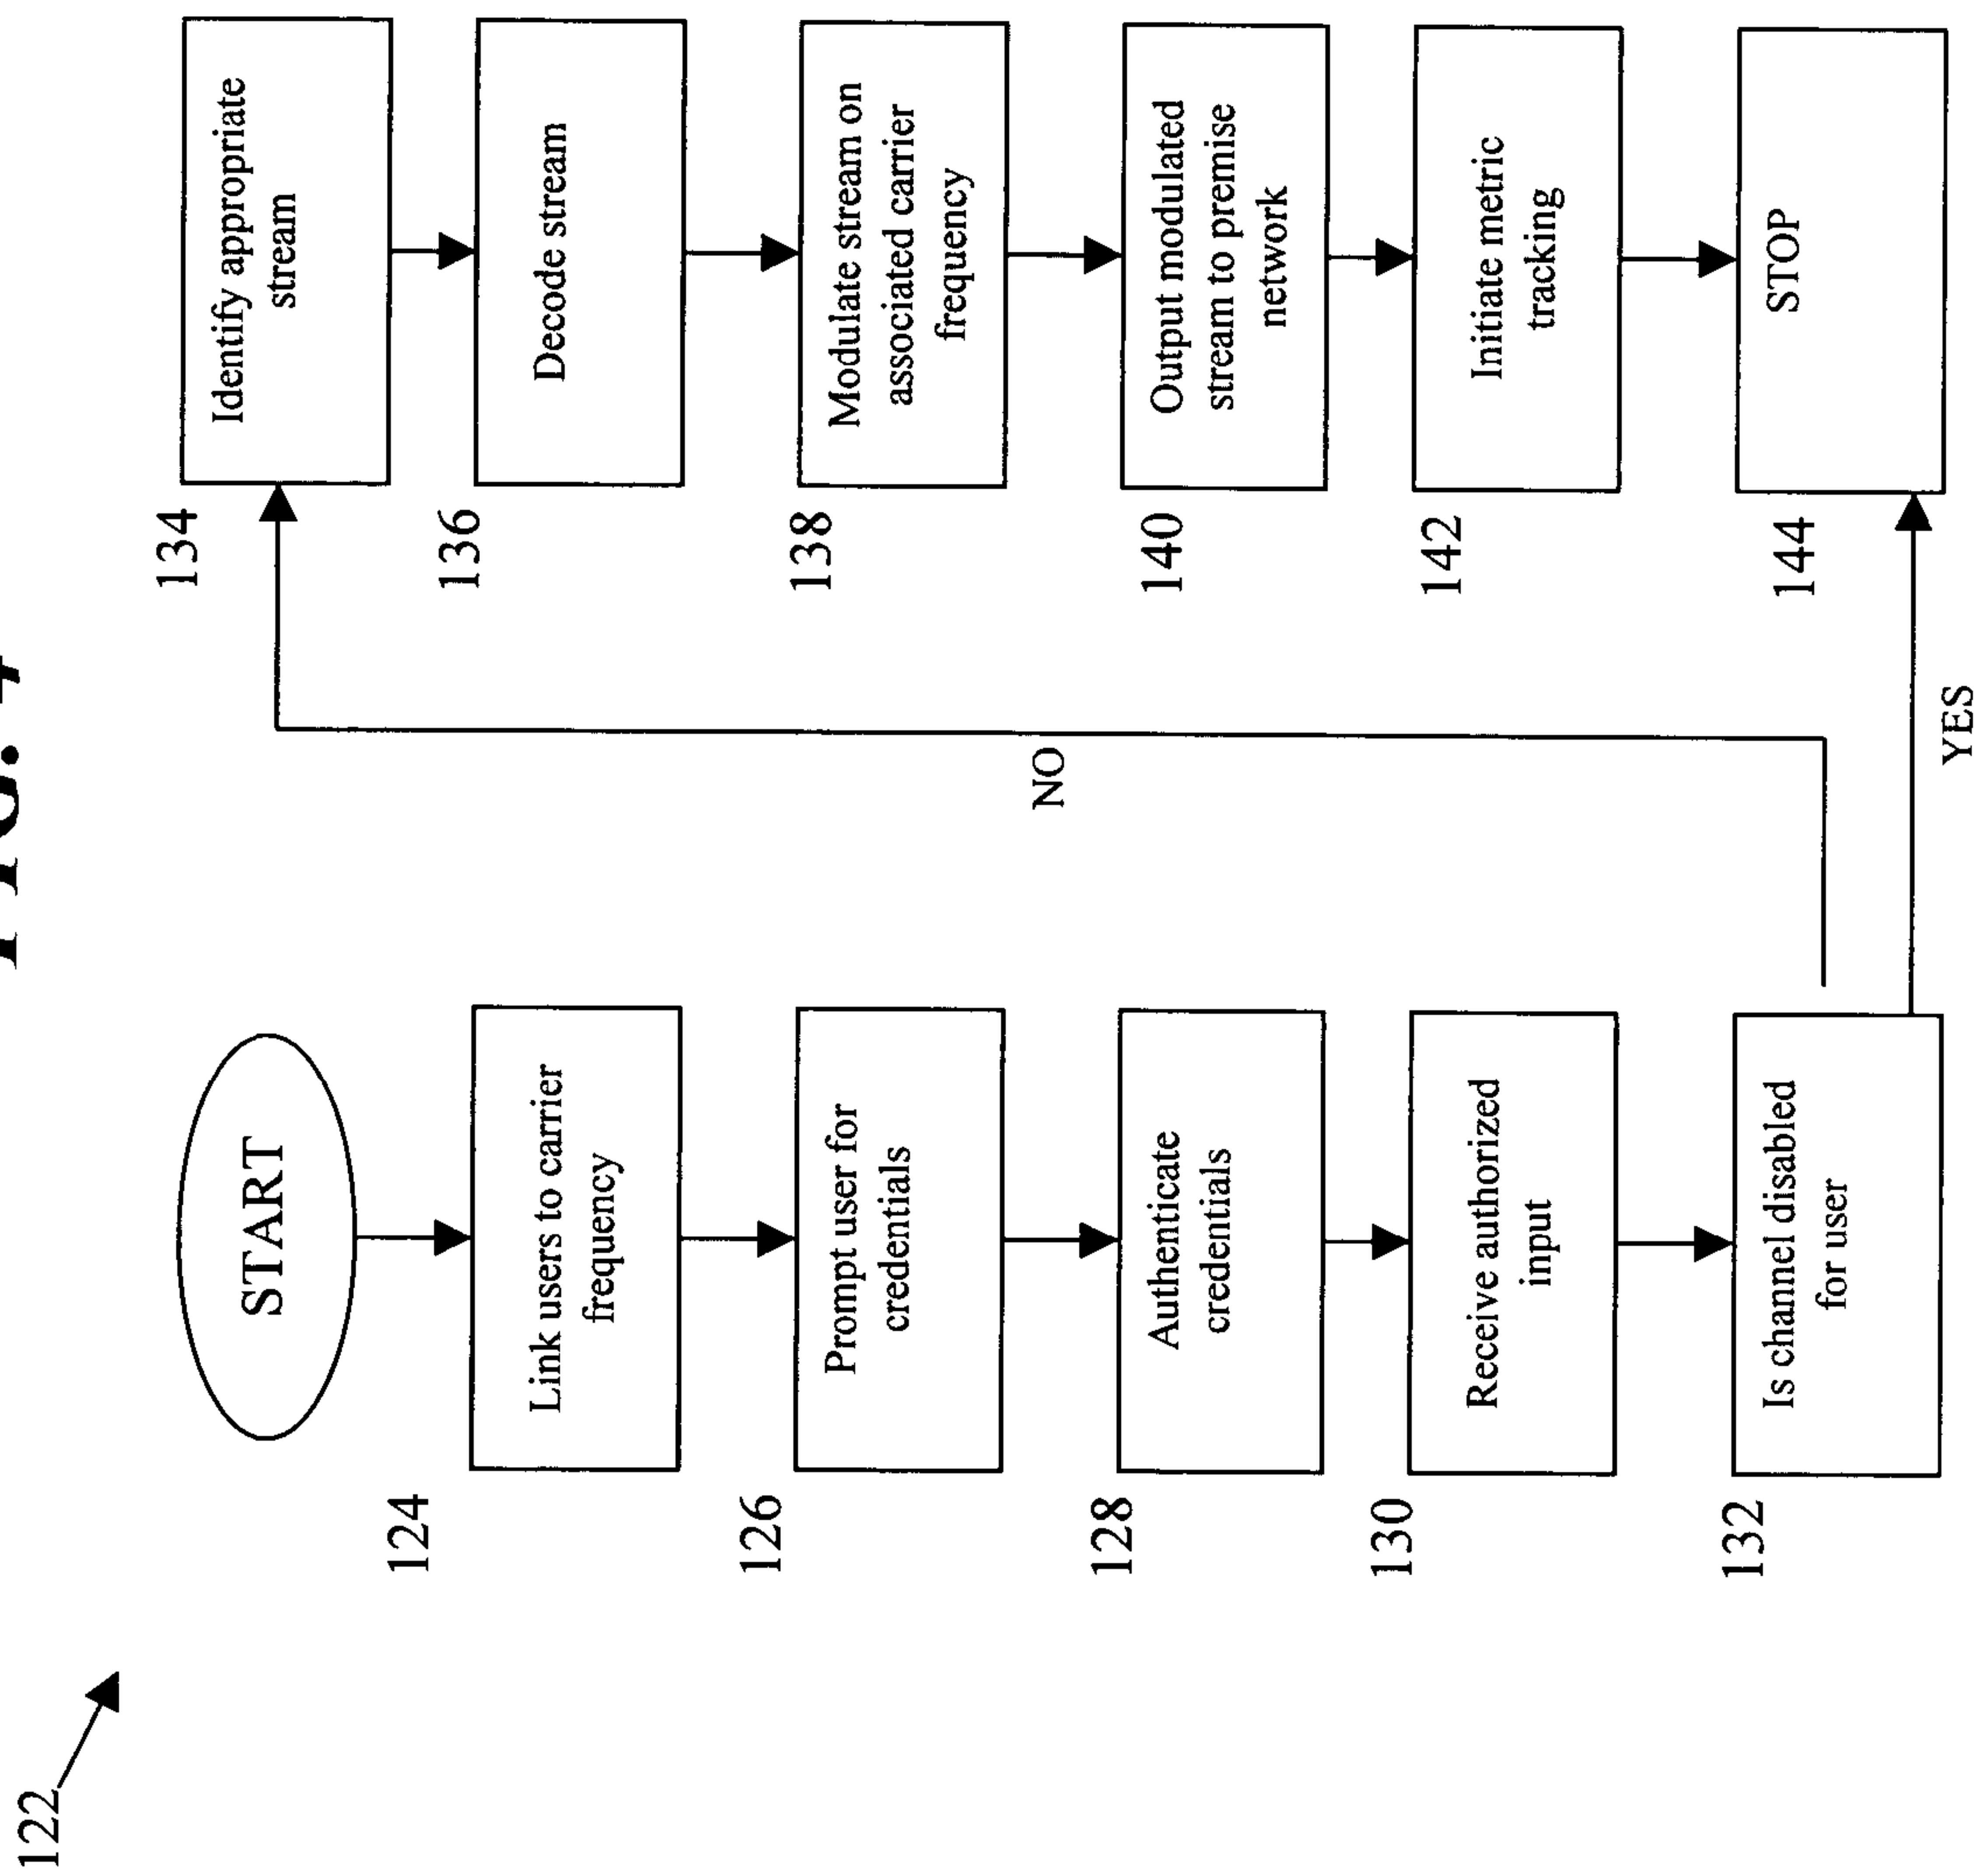 122
START
124
Link users to carrier
frequency
126
Prompt user for
credentials
128
Authenticate
credentials
130
Receive authorized
input
132
Is channel disabled
for user
NO
YES
134
Identify appropriate
stream
136
Decode stream
138
Modulate stream on
associated carrier
frequency
140
Output modulated
stream to premise
network
142
Initiate metric
tracking
144
STOP